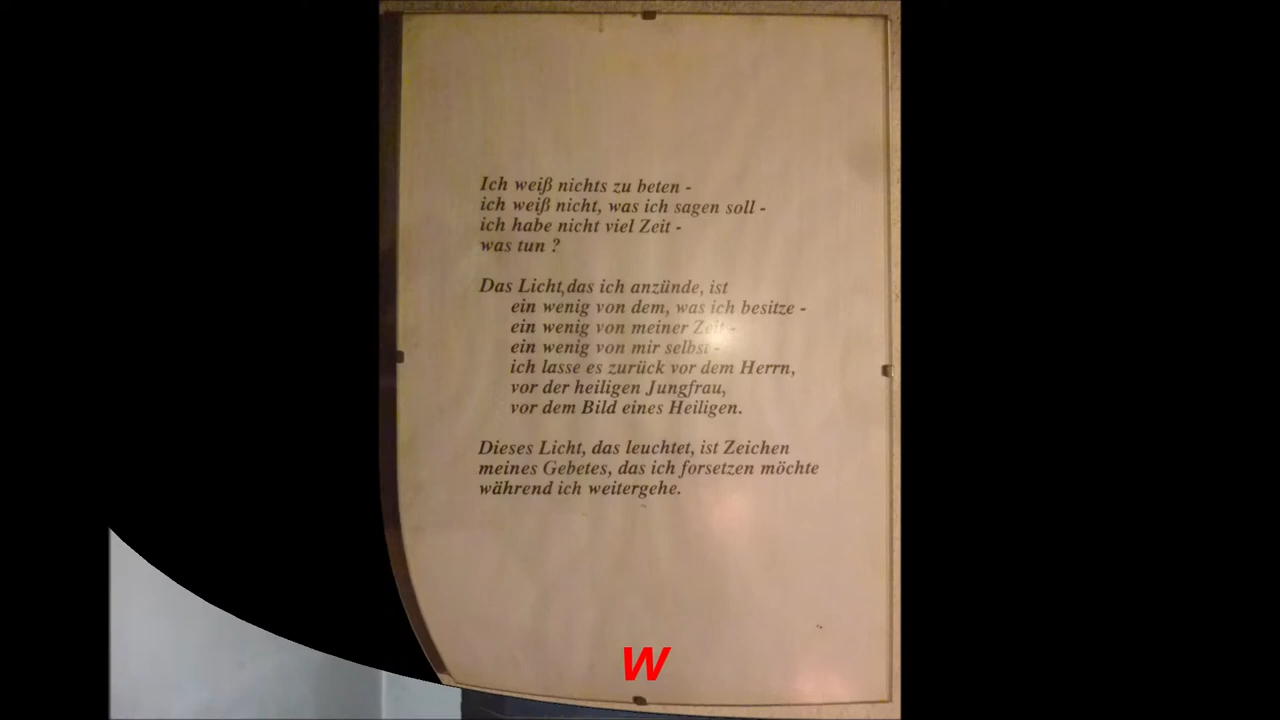 Ich weiß nichts zu beten -
ich weiß nicht, was ich sagen soll -
ich habe nicht viel Zeit -
was tun ?
Das Licht,das ich anzünde, ist
ein wenig von dem, was ich besitze -
ein wenig von meiner Zeit -
ein wenig von mir selbst -
ich lasse es zurück vor dem Herrn,
vor der heiligen Jungfrau,
vor dem Bild eines Heiligen.
Dieses Licht, das leuchtet, ist Zeichen
meines Gebetes, das ich forsetzen möchte
während ich weitergehe.
W